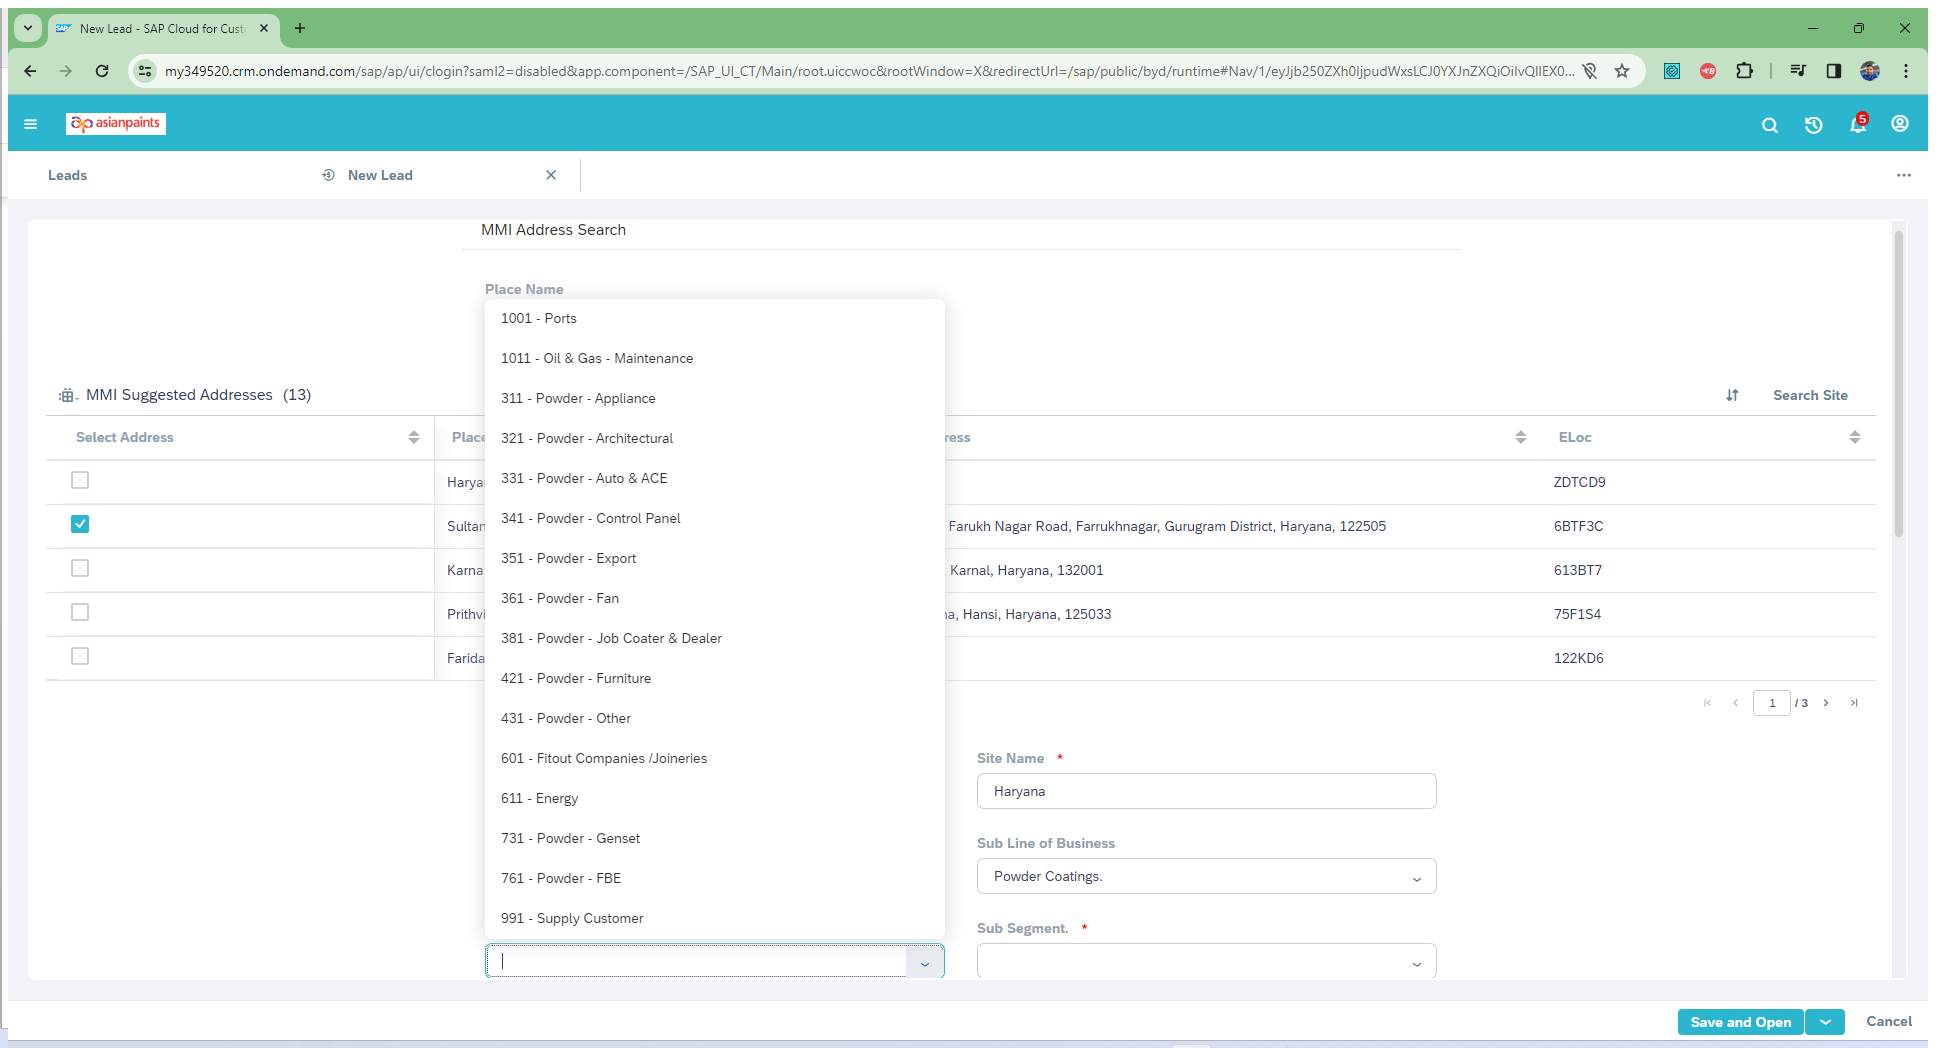 New Lead - SAP Cloud for Cust
my349520.crm.ondemand.com/sap/ap/ui/clogin?saml2=disabled&app.component=/SAP_UI_CT/Main/root.uiccwoc&rootWindow=X&redirectUrl=/sap/public/byd/runtime#Nav/1/
asianpaints
5
Leads
New Lead
MMI Address Search
Place Name
1001 - Ports
1011 - Oil & Gas - Maintenance
311 - Powder - Appliance
321 - Powder - Architectural
331 - Powder - Auto & ACE
341 - Powder - Control Panel
351 - Powder - Export
361 - Powder - Fan
381 - Powder - Job Coater & Dealer
421 - Powder - Furniture
431 - Powder - Other
601 - Fitout Companies /Joineries
611 - Energy
731 - Powder - Genset
761 - Powder - FBE
991 - Supply Customer
MMI Suggested Addresses (13)
Search Site
Select Address Place ress ELoc
Harya ZDTCD9
Sultan Farukh Nagar Road, Farrukhnagar, Gurugram District, Haryana, 122505 6BTF3C
Karna Karnal, Haryana, 132001 613BT7
Prithvi na, Hansi, Haryana, 125033 75F1S4
Farida 122KD6
1 / 3
Site Name *
Haryana
Sub Line of Business
Powder Coatings.
Sub Segment. *
Save and Open
Cancel